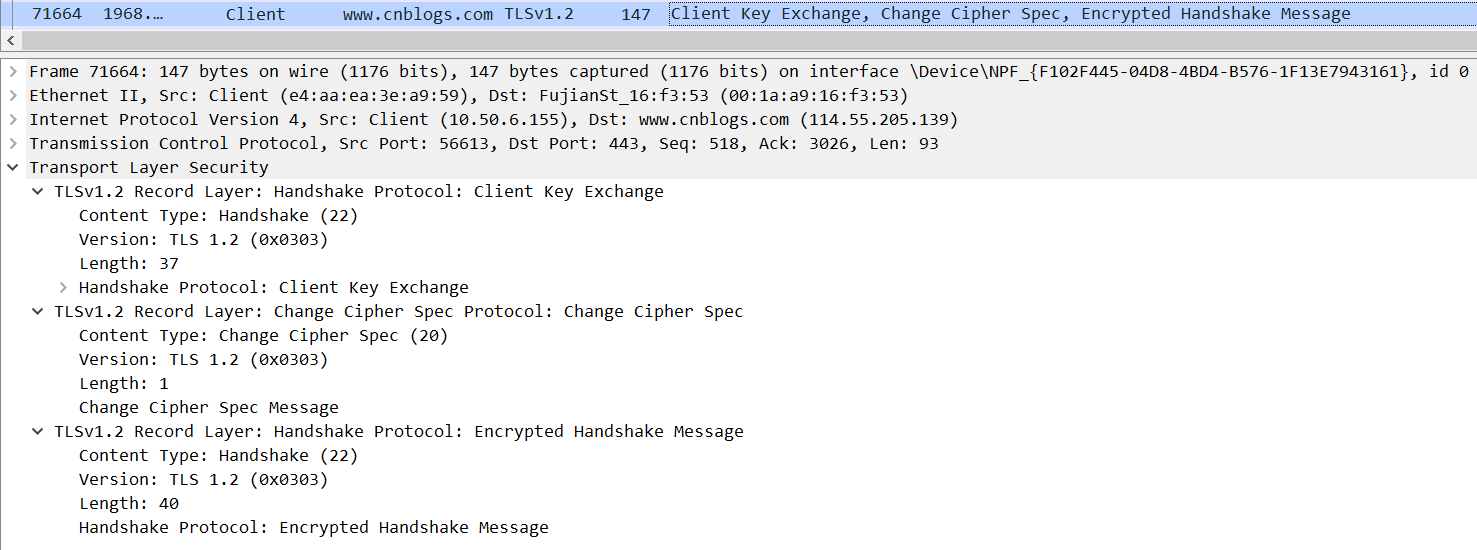 71664 1968.… Client www.cnblogs.com TLSv1.2 147 Client Key Exchange, Change Cipher Spec, Encrypted Handshake Message
Frame 71664: 147 bytes on wire (1176 bits), 147 bytes captured (1176 bits) on interface \Device\NPF_{F102F445-04D8-4BD4-B576-1F13E7943161}, id 0
Ethernet II, Src: Client (e4:aa:ea:3e:a9:59), Dst: FujianSt_16:f3:53 (00:1a:a9:16:f3:53)
Internet Protocol Version 4, Src: Client (10.50.6.155), Dst: www.cnblogs.com (114.55.205.139)
Transmission Control Protocol, Src Port: 56613, Dst Port: 443, Seq: 518, Ack: 3026, Len: 93
Transport Layer Security
TLSv1.2 Record Layer: Handshake Protocol: Client Key Exchange
Content Type: Handshake (22)
Version: TLS 1.2 (0x0303)
Length: 37
Handshake Protocol: Client Key Exchange
TLSv1.2 Record Layer: Change Cipher Spec Protocol: Change Cipher Spec
Content Type: Change Cipher Spec (20)
Version: TLS 1.2 (0x0303)
Length: 1
Change Cipher Spec Message
TLSv1.2 Record Layer: Handshake Protocol: Encrypted Handshake Message
Content Type: Handshake (22)
Version: TLS 1.2 (0x0303)
Length: 40
Handshake Protocol: Encrypted Handshake Message